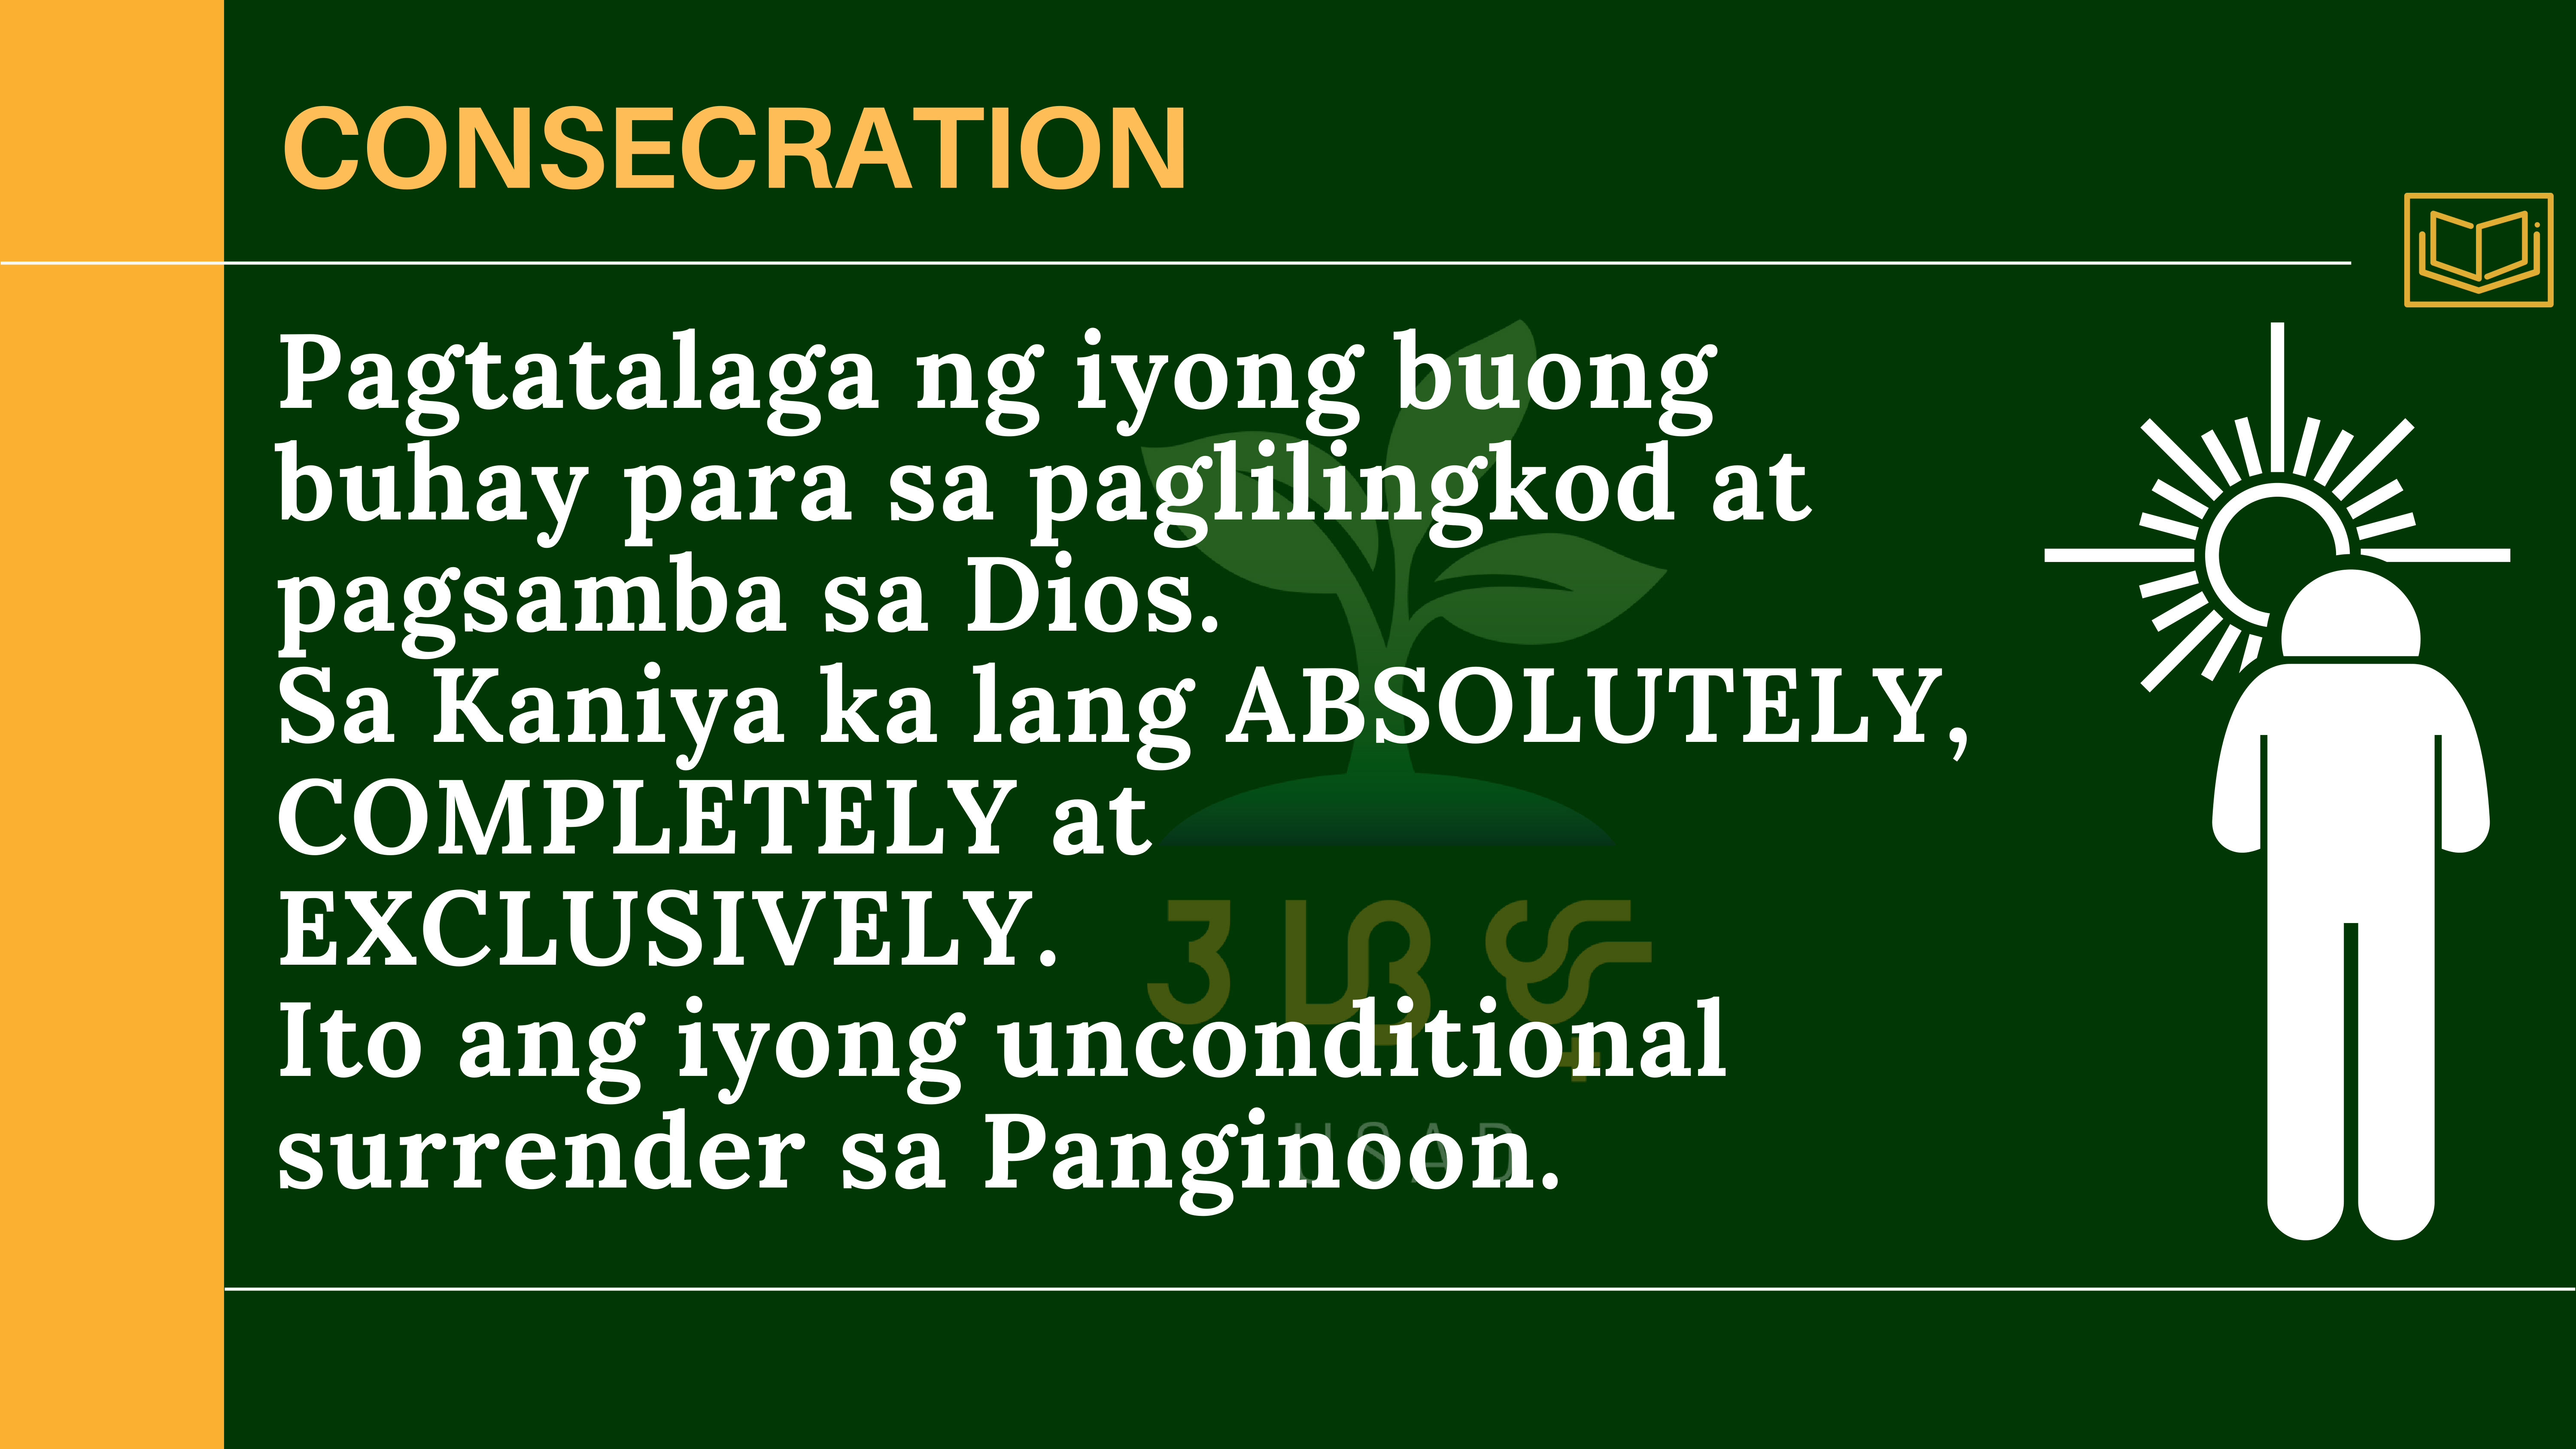 CONSECRATION
Pagtatalaga ng iyong buong
buhay para sa paglilingkod at
pagsamba sa Dios.
Sa Kaniya ka lang ABSOLUTELY,
COMPLETELY at
EXCLUSIVELY.
Ito ang iyong unconditional
surrender sa Panginoon.
USAD